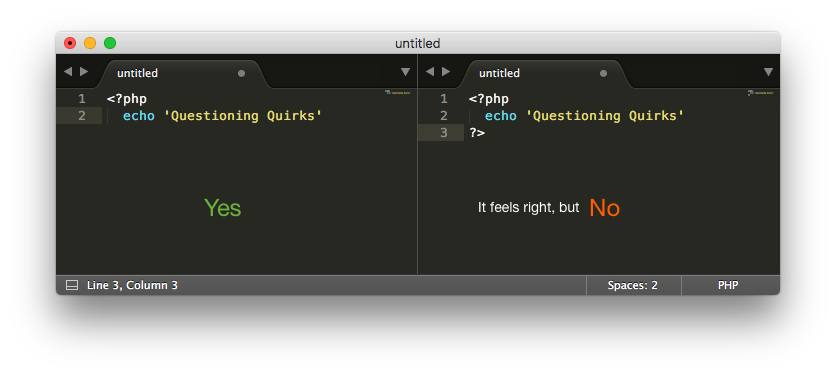 untitled
untitled
1 <?php
2 echo 'Questioning Quirks'
Yes
untitled
1 <?php
2 echo 'Questioning Quirks'
3 ?>
It feels right, but No
Line 3, Column 3
Spaces: 2
PHP